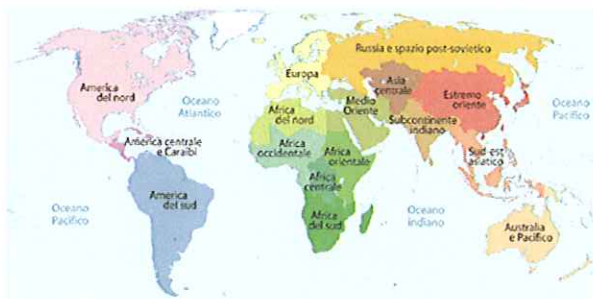 Russia e spazio post-sovietico
America
del nord
Europa
Asia
centrale
Estremo
oriente
Oceano
Atlantico
Oceano
Pacifico
Medio
Oriente
Africa
del nord
Subcontinente
indiano
America centrale
e Caraibi
Africa
occidentale
Africa
orientale
Sud-est
asiatico
Africa
centrale
America
del sud
Oceano
Pacifico
Africa
del sud
Oceano
indiano
Australia
e Pacifico